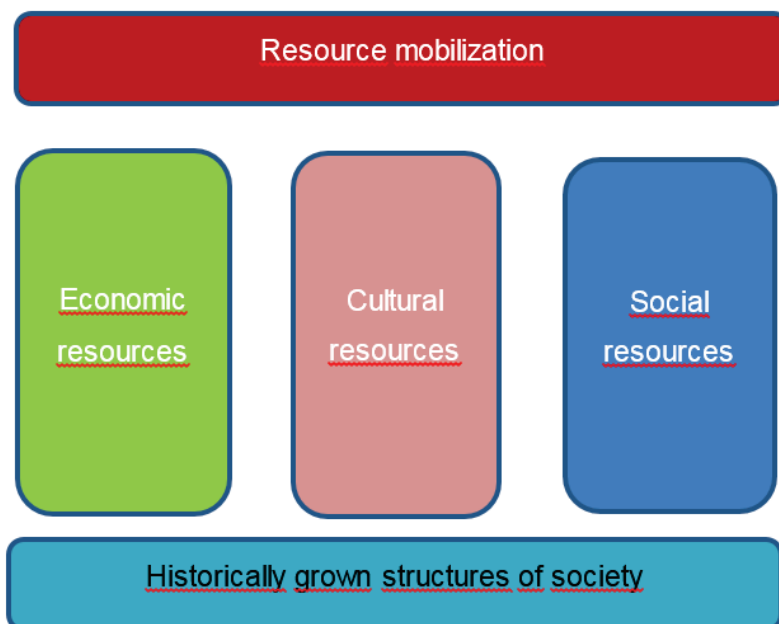 Resource mobilization
Economic
resources
Cultural
resources
Social
resources
Historically grown structures of society